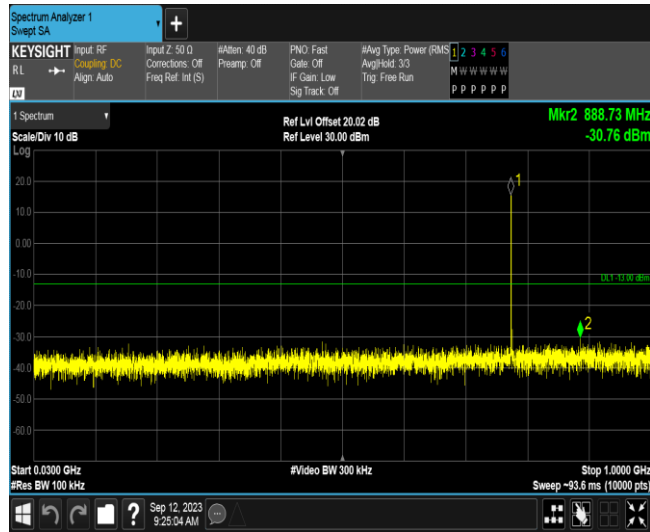 Spectrum Analyzer 1
Swept SA
+
KEYSIGHT
RL
LXI
Input: RF
Coupling: DC
Align: Auto
Input Z: 50 Ω
Corrections: Off
Freq Ref: Int (S)
#Atten: 40 dB
Preamp: Off
PNO: Fast
Gate: Off
IF Gain: Low
Sig Track: Off
#Avg Type: Power (RMS
Avg|Hold: 3/3
Trig: Free Run
1 2 3 4 5 6
M W W W W W
P P P P P P
1 Spectrum
Scale/Div 10 dB
Log
Ref Lvl Offset 20.02 dB
Ref Level 30.00 dBm
Mkr2 888.73 MHz
-30.76 dBm
20.0
10.0
0.00
-10.0
-20.0
-30.0
-40.0
-50.0
-60.0
1
DL1 -13.00 dBm
2
Start 0.0300 GHz
#Res BW 100 kHz
#Video BW 300 kHz
Stop 1.0000 GHz
Sweep ~93.6 ms (10000 pts)
?
Sep 12, 2023
9:25:04 AM